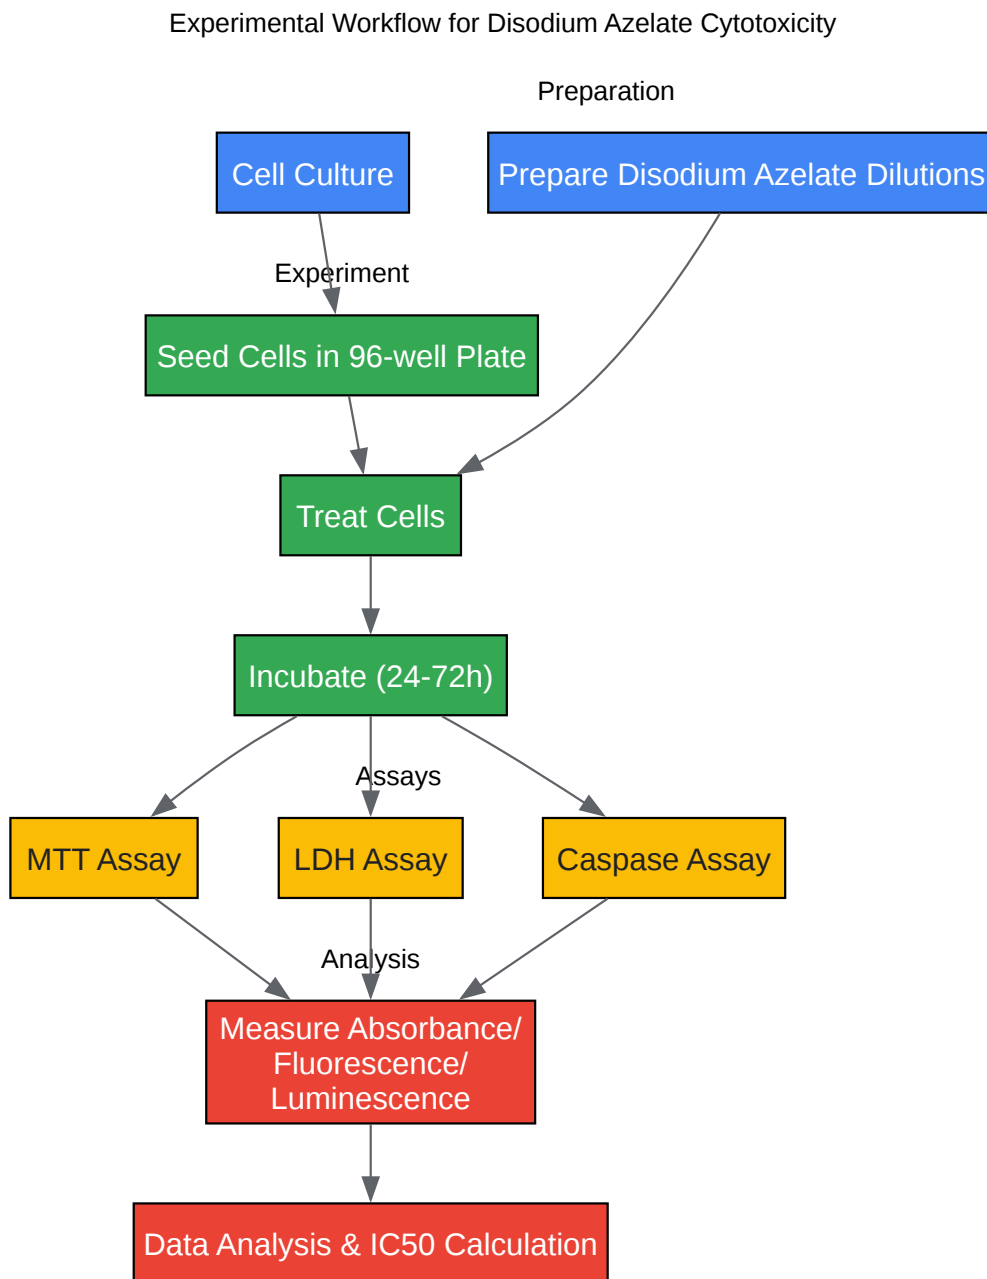 Experimental Workflow for Disodium Azelate Cytotoxicity
Preparation
Cell Culture
Prepare Disodium Azelate Dilutions
Experiment
Seed Cells in 96-well Plate
Treat Cells
Incubate (24-72h)
Assays
MTT Assay
LDH Assay
Caspase Assay
Analysis
Measure Absorbance/
Fluorescence/
Luminescence
Data Analysis & IC50 Calculation